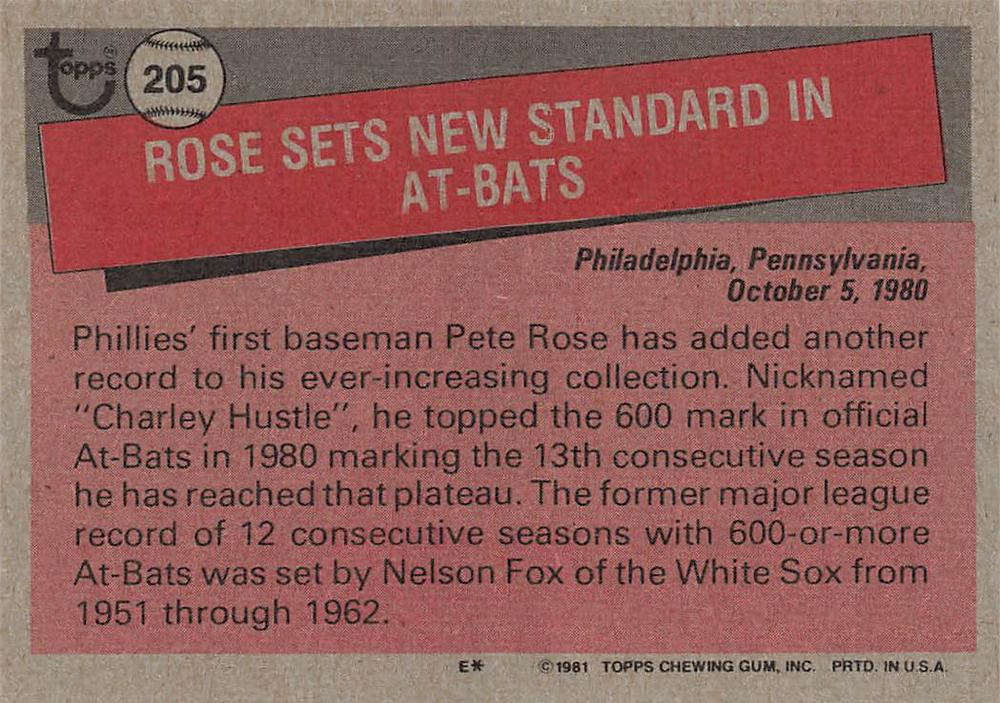 topps®
205
ROSE SETS NEW STANDARD IN
AT-BATS
Philadelphia, Pennsylvania,
October 5, 1980
Phillies' first baseman Pete Rose has added another
record to his ever-increasing collection. Nicknamed
"Charley Hustle", he topped the 600 mark in official
At-Bats in 1980 marking the 13th consecutive season
he has reached that plateau. The former major league
record of 12 consecutive seasons with 600-or-more
At-Bats was set by Nelson Fox of the White Sox from
1951 through 1962.
E* ©1981 TOPPS CHEWING GUM, INC. PRTD. IN U.S.A.